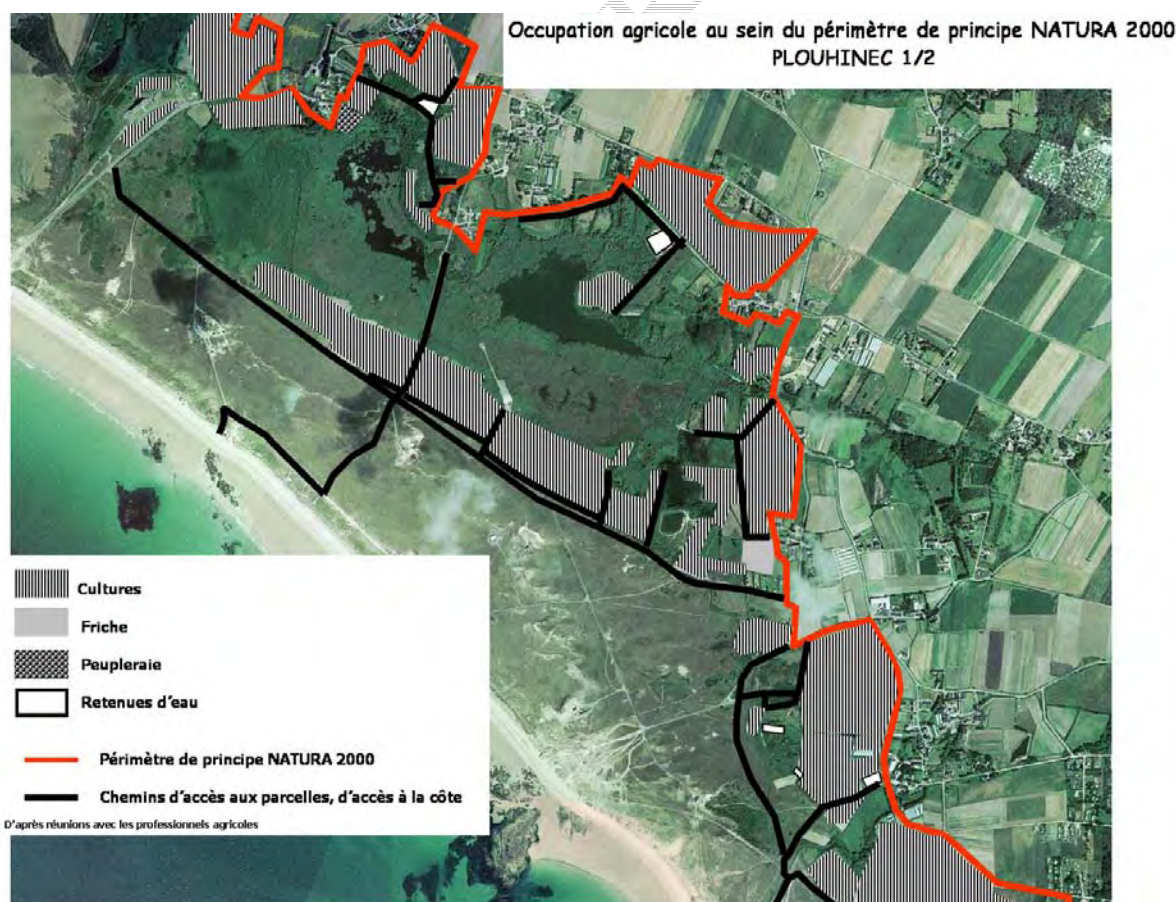 Occupation agricole au sein du périmètre de principe NATURA 2000
PLOUHINEC 1/2
Cultures
Friche
Peupleraie
Retenues d'eau
Périmètre de principe NATURA 2000
Chemins d'accès aux parcelles, d'accès à la côte
D'après réunions avec les professionnels agricoles